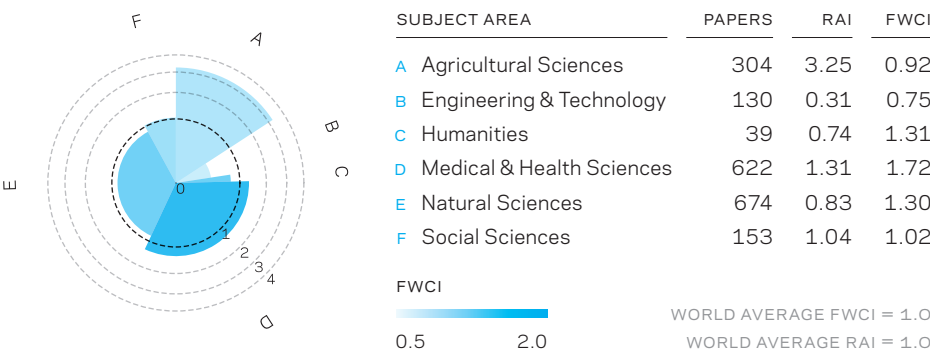 F
A
B
C
E
D
0
1
2
3
4
SUBJECT AREA PAPERS RAI FWCI
A Agricultural Sciences 304 3.25 0.92
B Engineering & Technology 130 0.31 0.75
C Humanities 39 0.74 1.31
D Medical & Health Sciences 622 1.31 1.72
E Natural Sciences 674 0.83 1.30
F Social Sciences 153 1.04 1.02
FWCI
0.5 2.0
WORLD AVERAGE FWCI = 1.0
WORLD AVERAGE RAI = 1.0